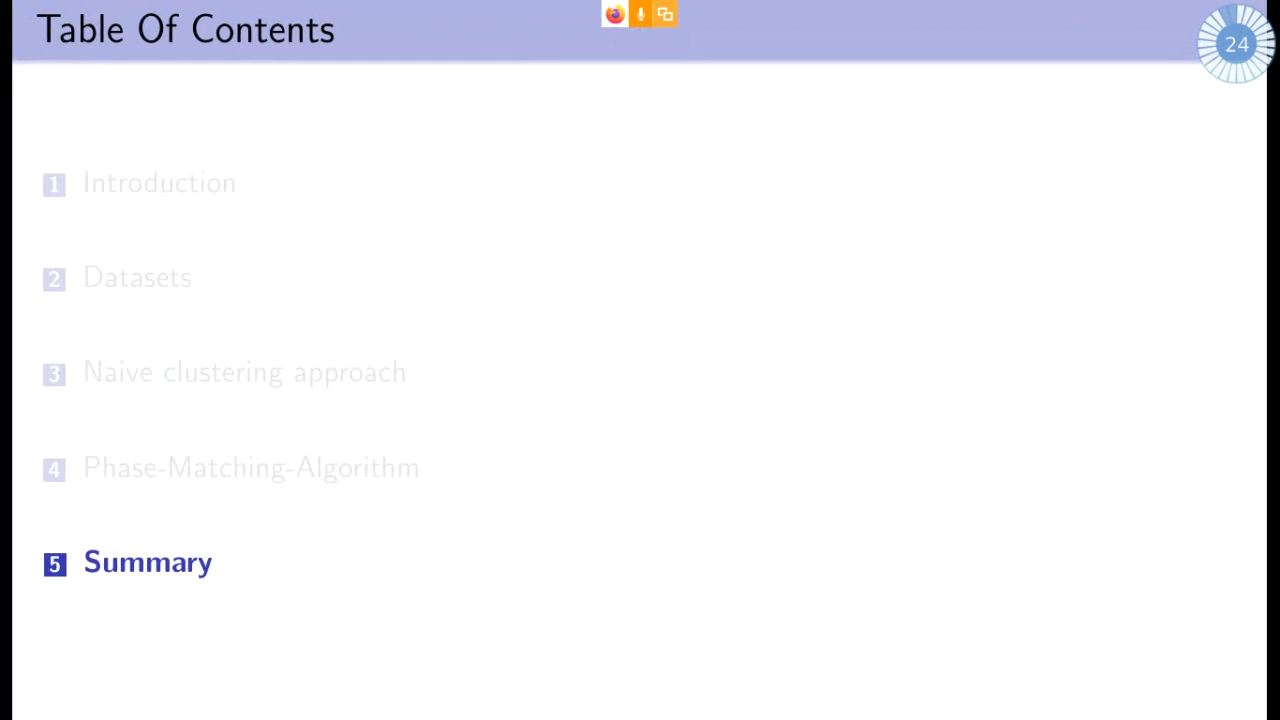 Table Of Contents
24
1 Introduction
2 Datasets
3 Naive clustering approach
4 Phase-Matching-Algorithm
5 Summary